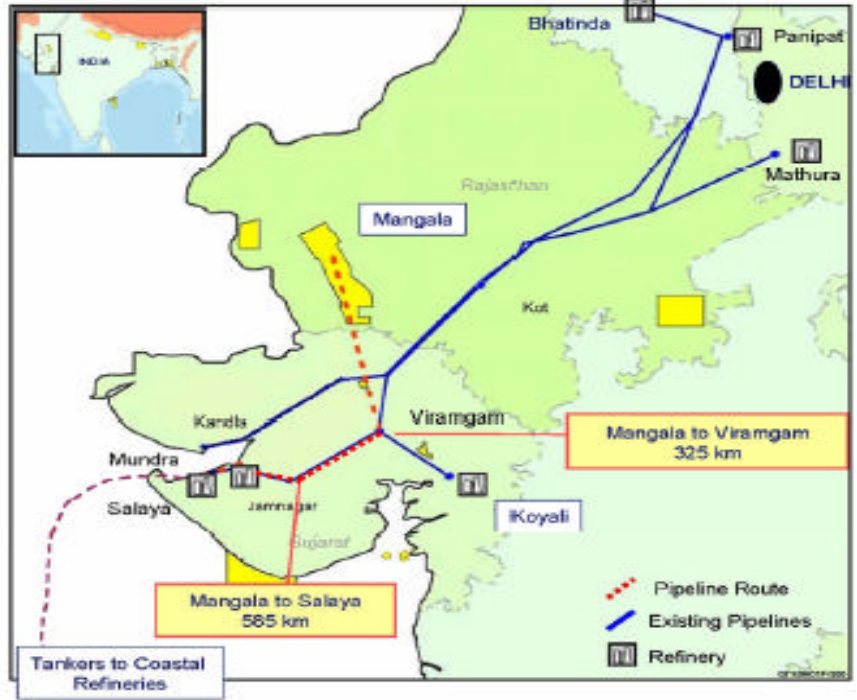 INDIA
Bhatinda
Panipat
DELHI
Mathura
Rajasthan
Mangala
Kot
Kandla
Viramgam
Mangala to Viramgam
325 km
Mundra
Salaya
Jamnagar
Koyali
Gujarat
Mangala to Salaya
585 km
Pipeline Route
Existing Pipelines
Refinery
Tankers to Coastal
Refineries